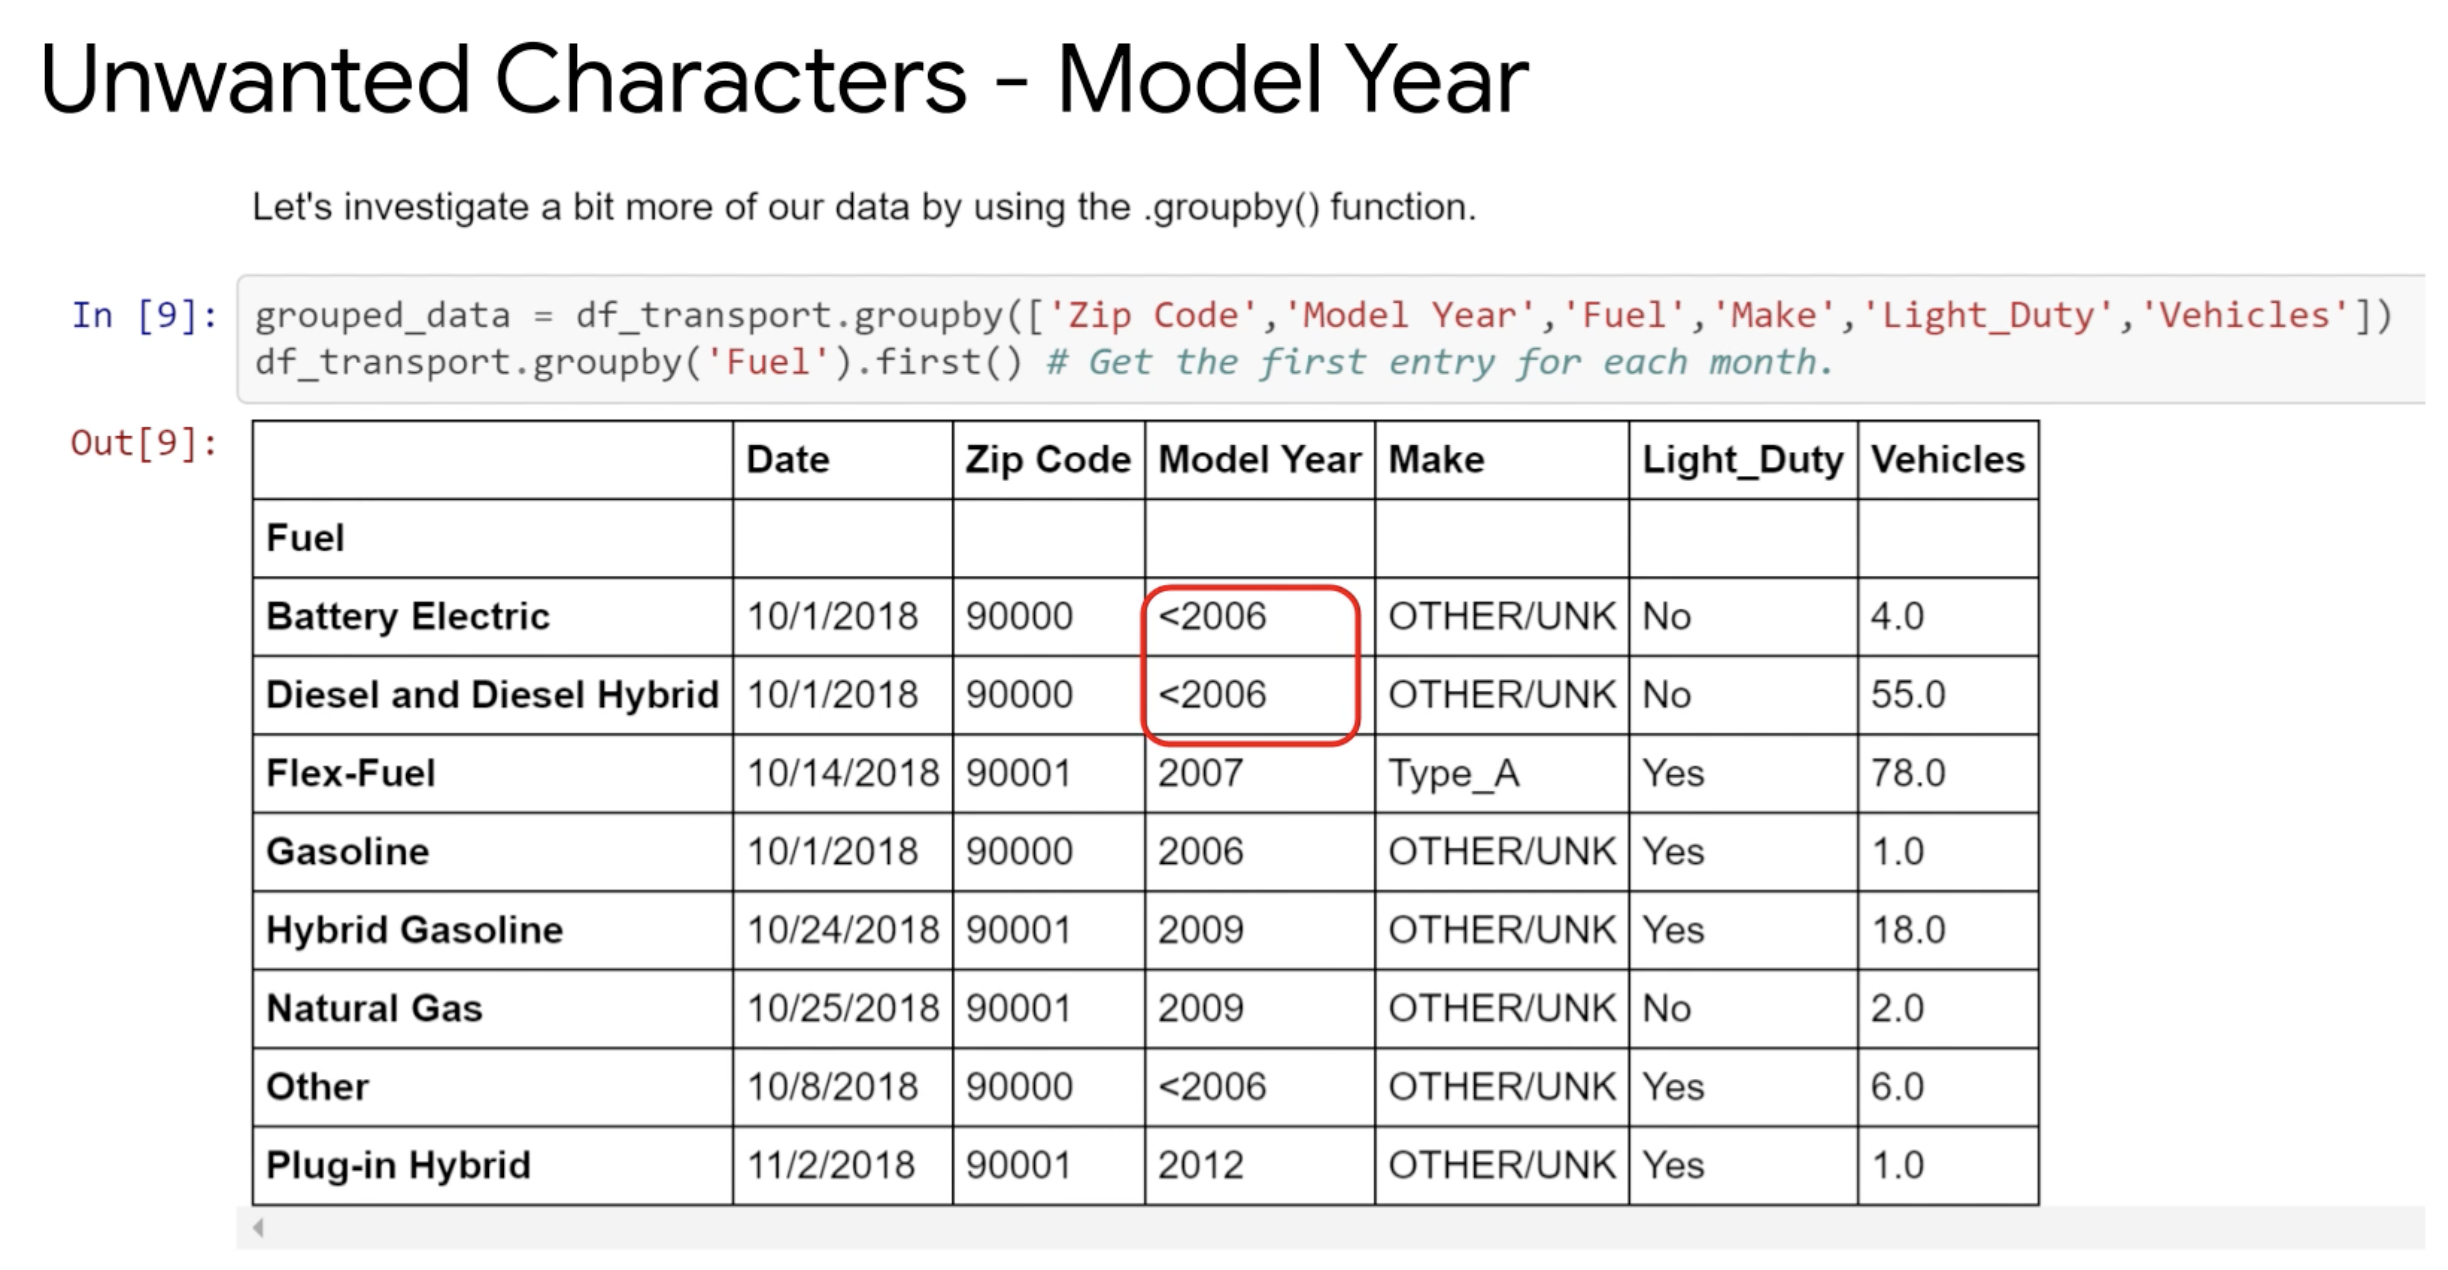 Unwanted Characters - Model Year
Let's investigate a bit more of our data by using the .groupby() function.
In [9]: grouped_data = df_transport.groupby(['Zip Code','Model Year','Fuel','Make','Light_Duty','Vehicles'])
df_transport.groupby('Fuel').first() # Get the first entry for each month.
Out[9]:
Date Zip Code Model Year Make Light_Duty Vehicles
Fuel
Battery Electric 10/1/2018 90000 <2006 OTHER/UNK No 4.0
Diesel and Diesel Hybrid 10/1/2018 90000 <2006 OTHER/UNK No 55.0
Flex-Fuel 10/14/2018 90001 2007 Type_A Yes 78.0
Gasoline 10/1/2018 90000 2006 OTHER/UNK Yes 1.0
Hybrid Gasoline 10/24/2018 90001 2009 OTHER/UNK Yes 18.0
Natural Gas 10/25/2018 90001 2009 OTHER/UNK No 2.0
Other 10/8/2018 90000 <2006 OTHER/UNK Yes 6.0
Plug-in Hybrid 11/2/2018 90001 2012 OTHER/UNK Yes 1.0